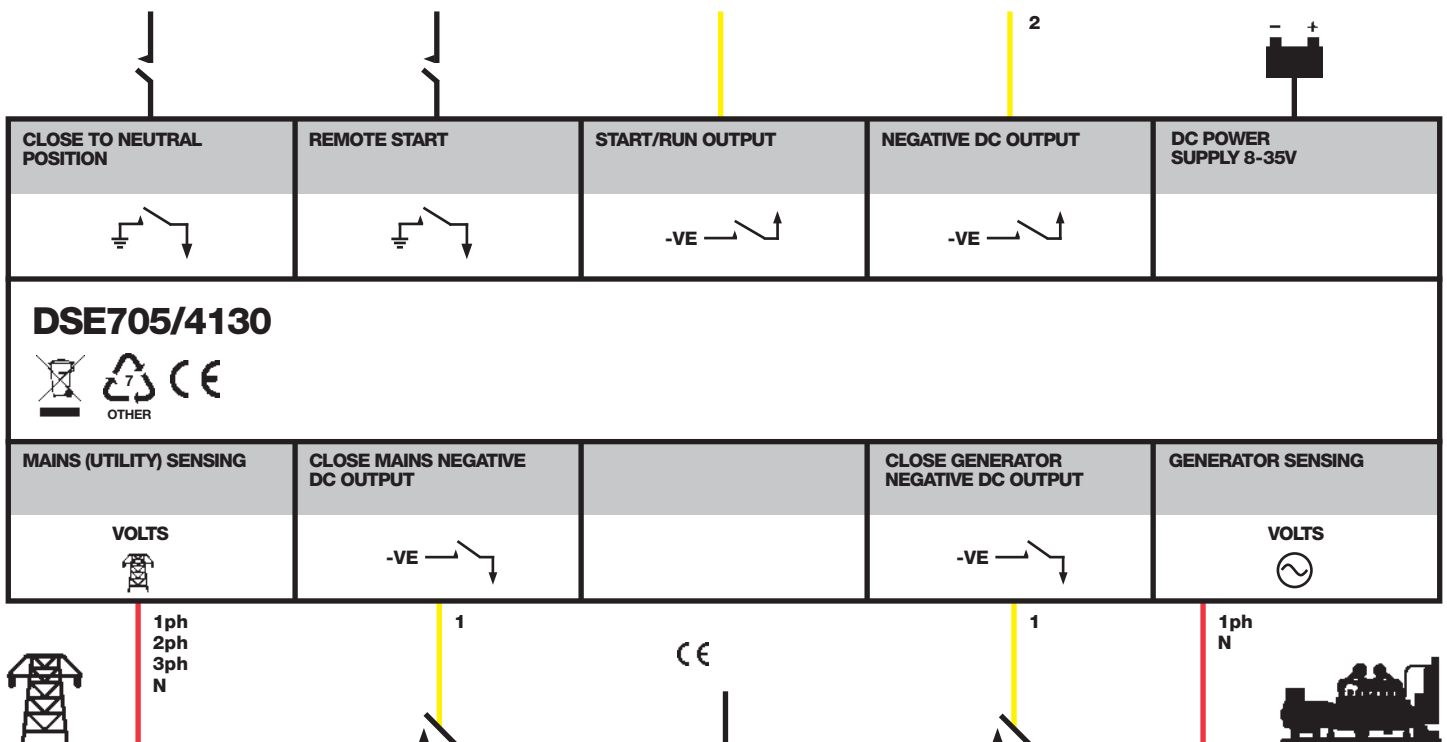 2
- +
CLOSE TO NEUTRAL
POSITION
REMOTE START
START/RUN OUTPUT
NEGATIVE DC OUTPUT
DC POWER
SUPPLY 8-35V
-VE
-VE
DSE705/4130
7
OTHER
CE
MAINS (UTILITY) SENSING
CLOSE MAINS NEGATIVE
DC OUTPUT
CLOSE GENERATOR
NEGATIVE DC OUTPUT
GENERATOR SENSING
VOLTS
-VE
-VE
VOLTS
1ph
2ph
3ph
N
1
CE
1
1ph
N